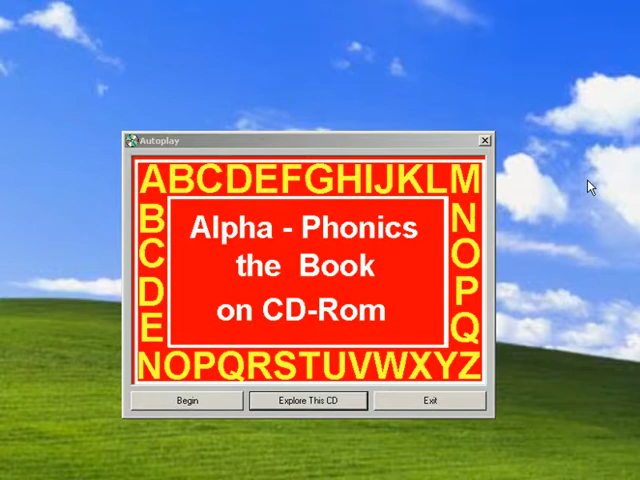 Autoplay
ABCDEFGHIJKLM
B N
C O
D P
E Q
NOPQRSTUVWXYZ
Alpha - Phonics
the Book
on CD-Rom
Begin
Explore This CD
Exit